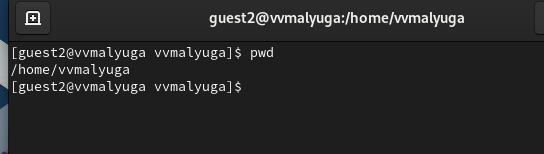 guest2@vvmalyuga:/home/vvmalyuga
[guest2@vvmalyuga vvmalyuga]$ pwd
/home/vvmalyuga
[guest2@vvmalyuga vvmalyuga]$